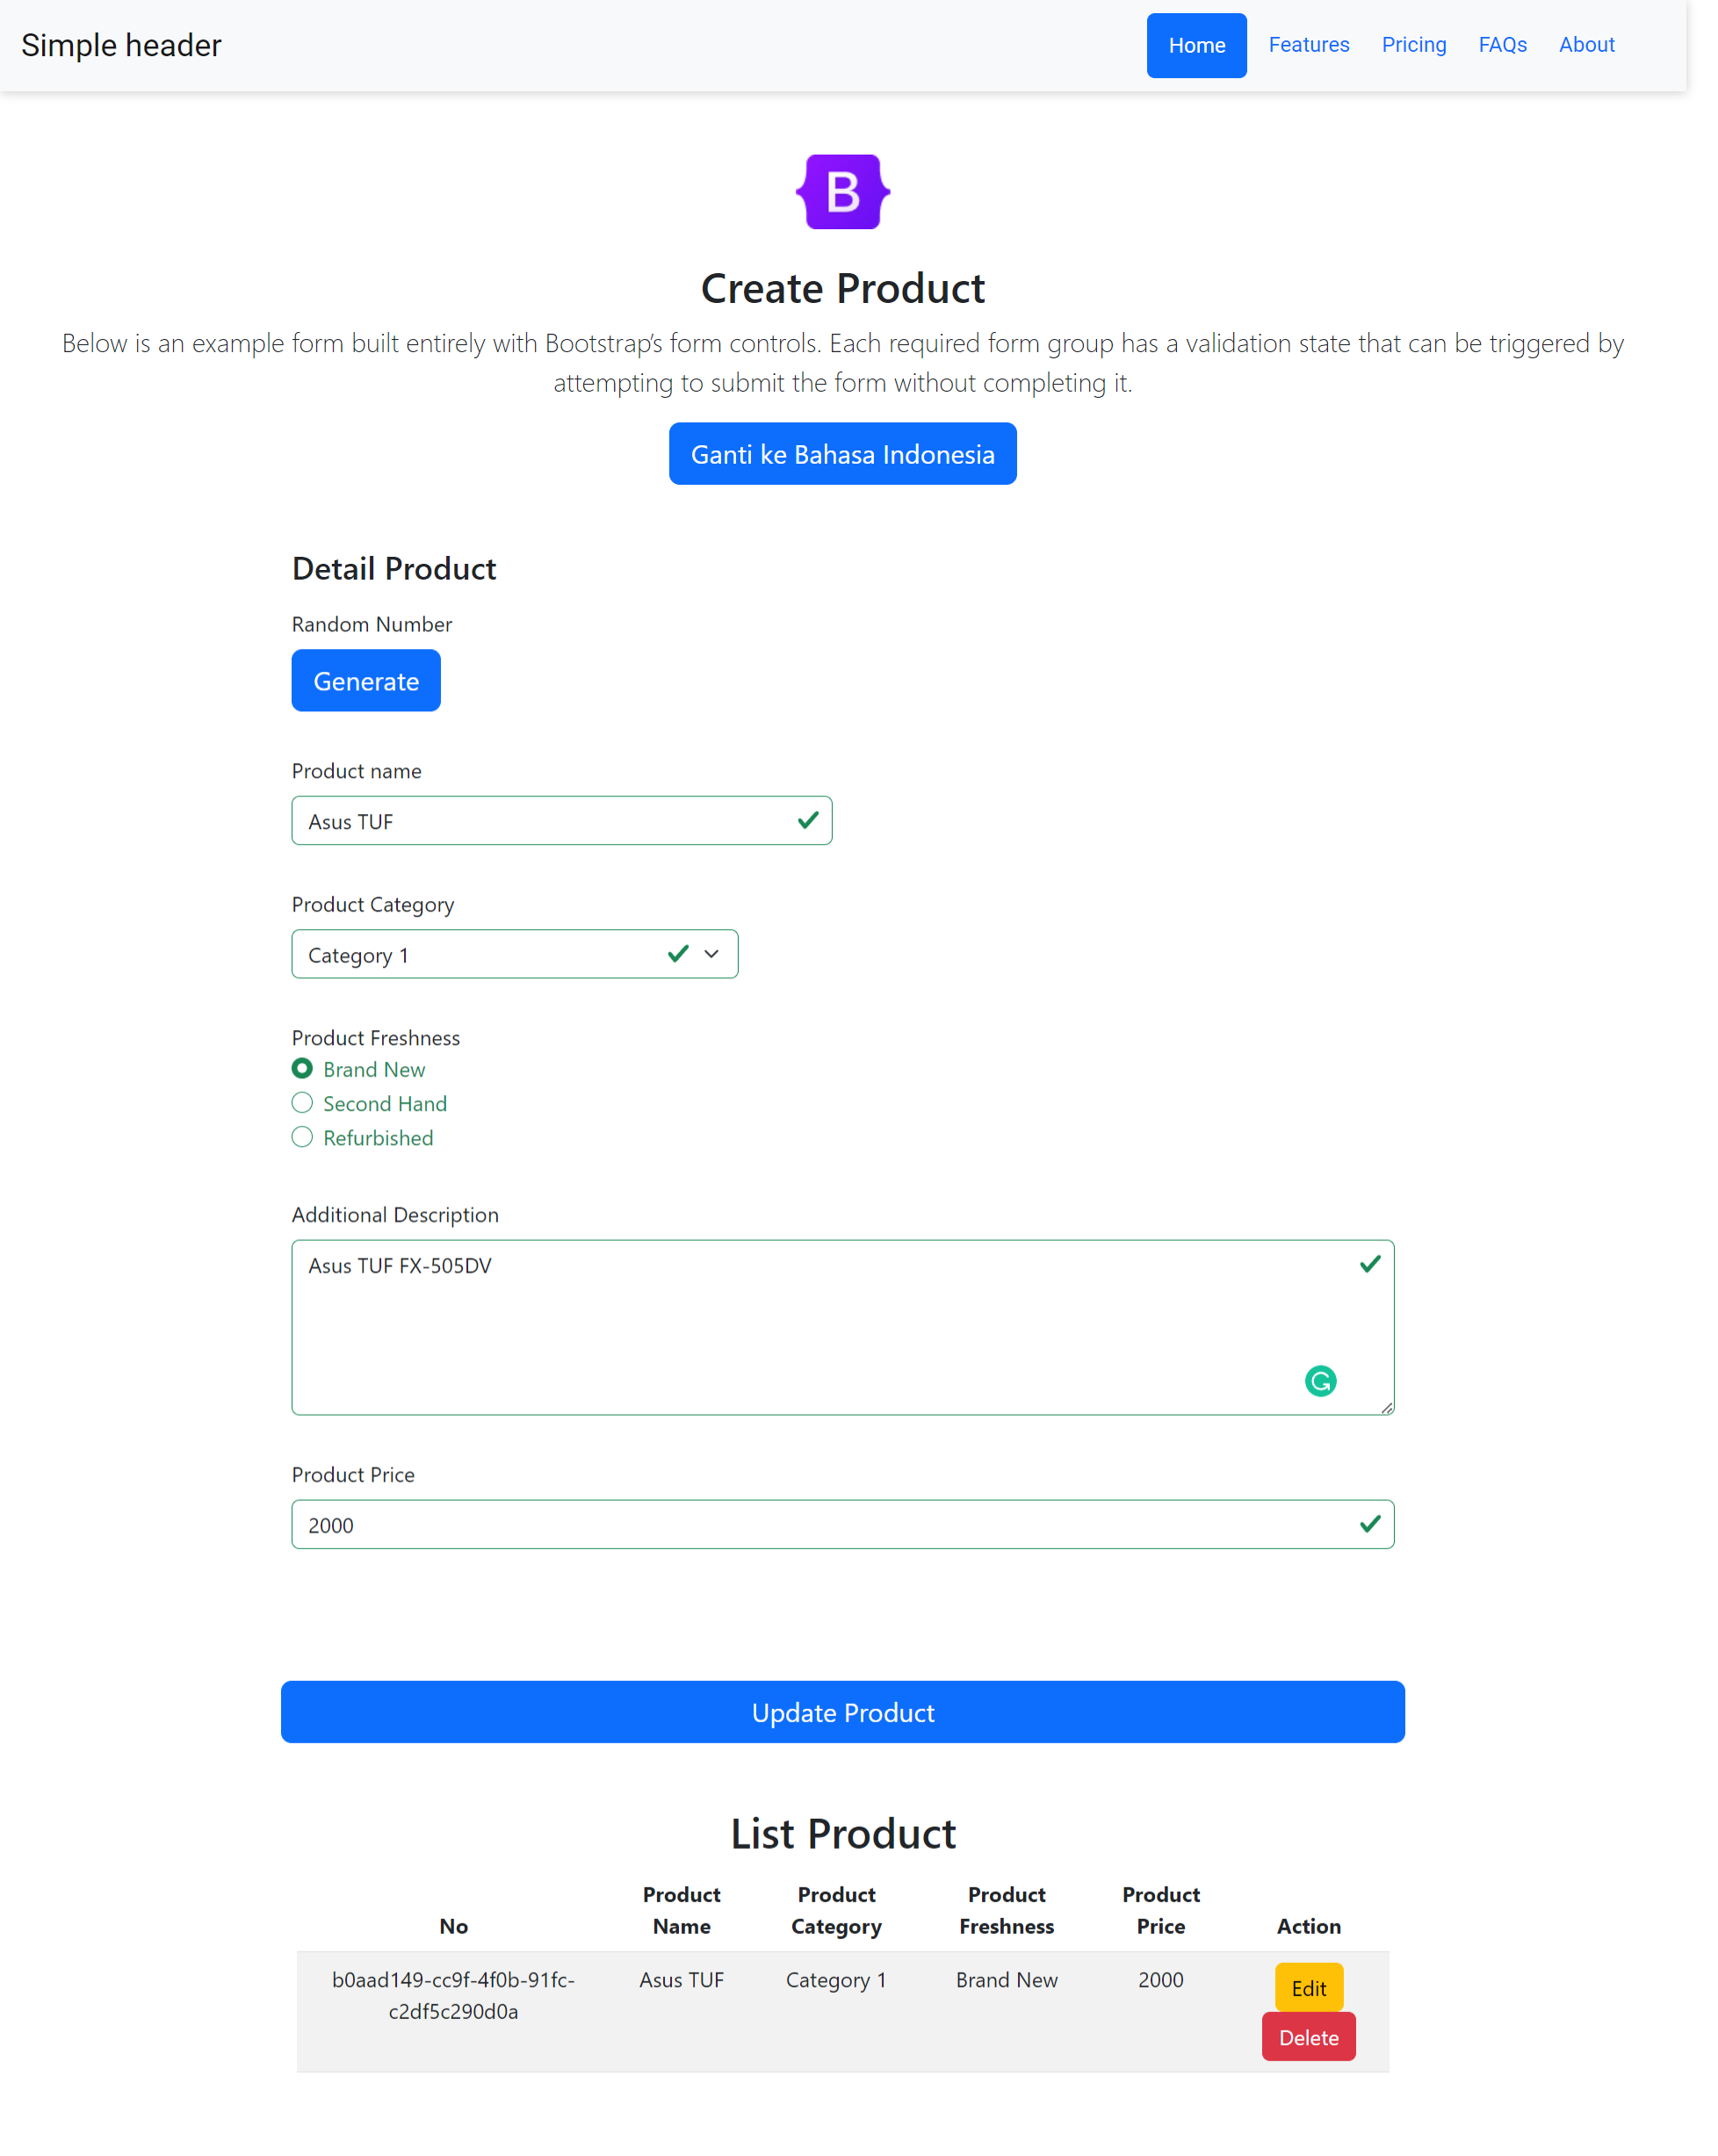 Simple header
Home Features Pricing FAQs About
B
Create Product
Below is an example form built entirely with Bootstrap's form controls. Each required form group has a validation state that can be triggered by
attempting to submit the form without completing it.
Ganti ke Bahasa Indonesia
Detail Product
Random Number
Generate
Product name
Asus TUF
Product Category
Category 1
Product Freshness
Brand New
Second Hand
Refurbished
Additional Description
Asus TUF FX-505DV
Product Price
2000
Update Product
List Product
No Product Name Product Category Product Freshness Product Price Action
b0aad149-cc9f-4f0b-91fc- Asus TUF Category 1 Brand New 2000 Edit
c2df5c290d0a Delete